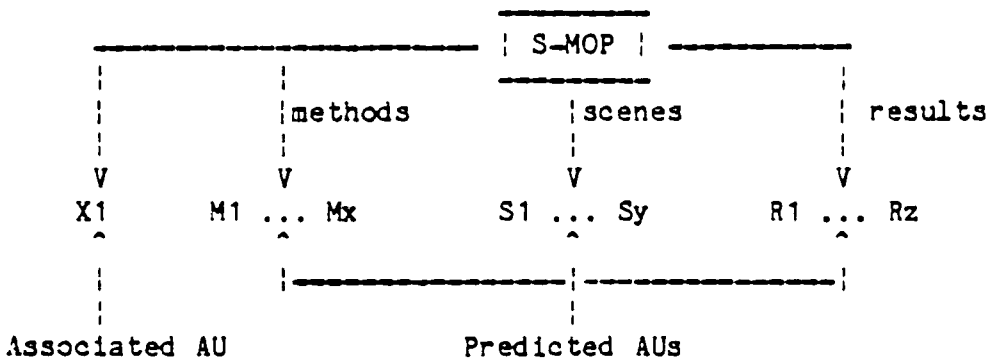 S-MOP
methods scenes results
V V V V
X1 M1 ... Mx S1 ... Sy R1 ... Rz
^ ^ ^ ^
Associated AU Predicted AUs